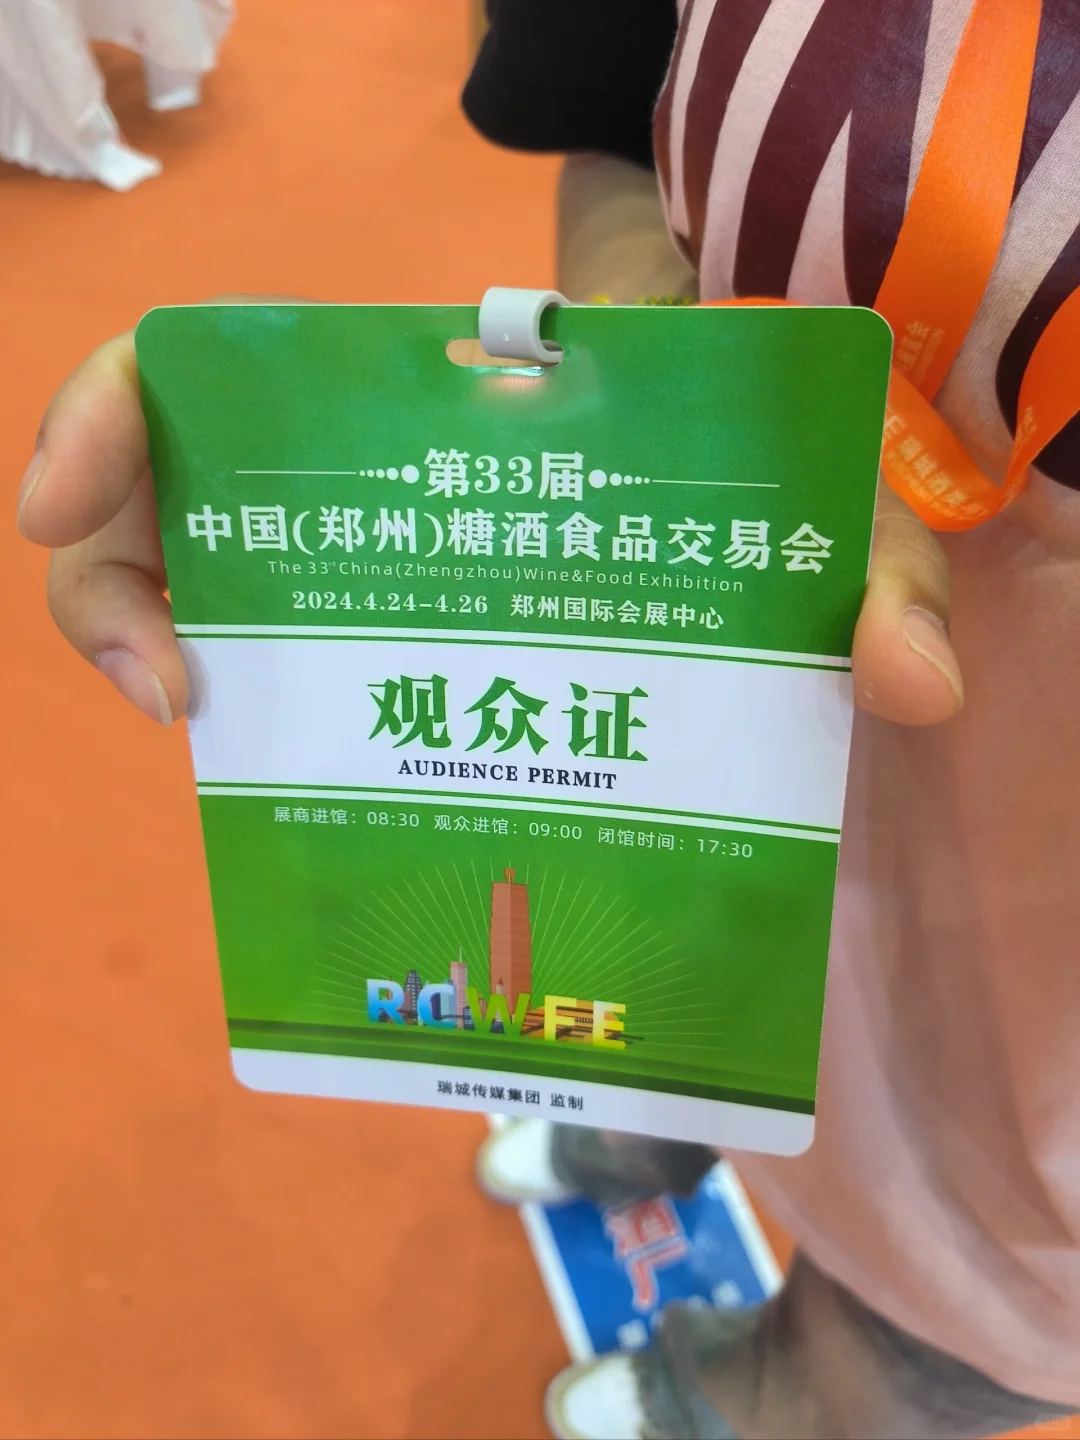 第33届
中国(郑州)糖酒食品交易会
The 33rd China(Zhengzhou)Wine&Food Exhibition
2024.4.24-4.26 郑州国际会展中心
观众证
AUDIENCE PERMIT
展商进馆：08:30 观众进馆：09:00 闭馆时间：17:30
RCWFE
瑞城传媒集团 监制